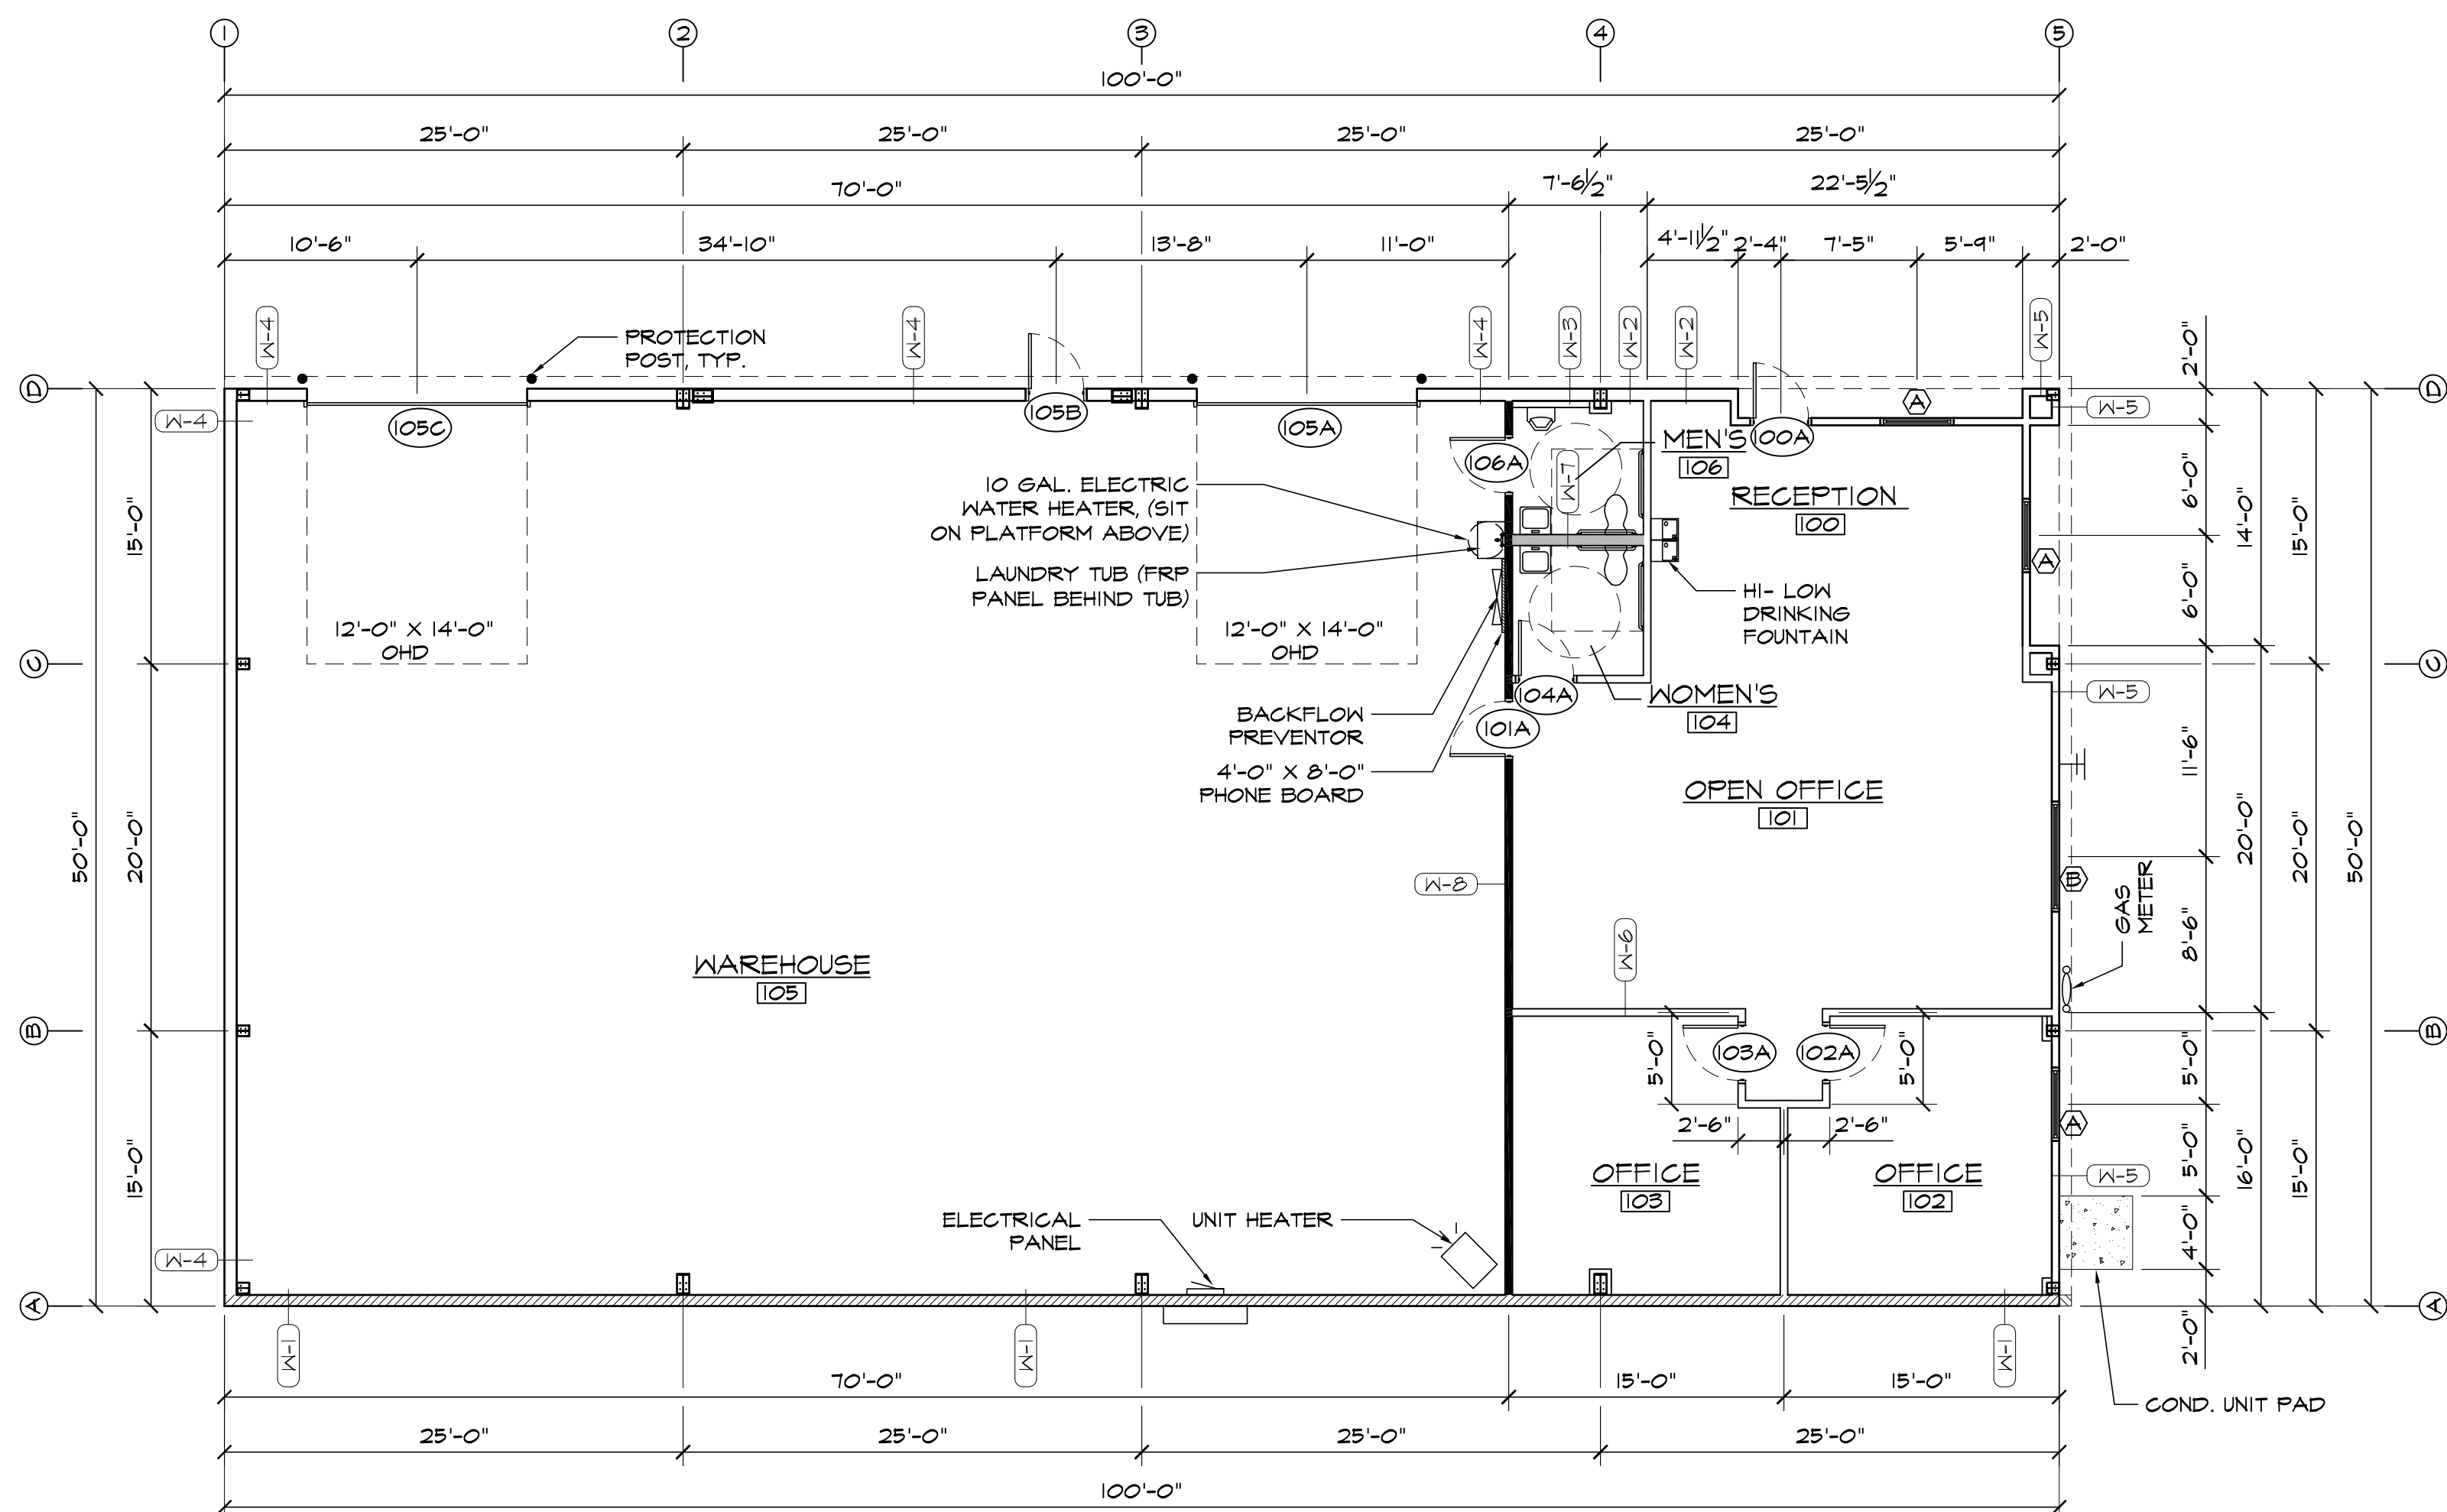 1 2 3 4 5
100'-0"
25'-0" 25'-0" 25'-0" 25'-0"
70'-0" 7'-6 1/2" 22'-5 1/2"
10'-6" 34'-10" 13'-8" 11'-0" 4'-11 1/2" 2'-4" 7'-5" 5'-9" 2'-0"
W-4 W-4 W-4 W-3 W-2 W-2 W-5
PROTECTION
POST, TYP.
2'-0"
D D
W-4 105C 105B 105A A W-5
106A MEN'S 100A
106
10 GAL. ELECTRIC
WATER HEATER, (SIT
ON PLATFORM ABOVE)
W-7
RECEPTION
100
15'-0" 6'-0" 14'-0" 15'-0"
LAUNDRY TUB (FRP
PANEL BEHIND TUB)
A
HI-LOW
DRINKING
FOUNTAIN
6'-0"
12'-0" X 14'-0"
OHD
12'-0" X 14'-0"
OHD
C C
104A WOMEN'S
104
W-5
101A
BACKFLOW
PREVENTOR
4'-0" X 8'-0"
PHONE BOARD
11'-6"
OPEN OFFICE
101
50'-0" 20'-0" 20'-0" 20'-0" 50'-0"
W-8 B
GAS
METER
W-6 8'-6"
WAREHOUSE
105
B B
5'-0" 103A 102A 5'-0" 5'-0"
2'-6" 2'-6" A
15'-0" 5'-0" 16'-0" 15'-0"
OFFICE
103
OFFICE
102
W-5
ELECTRICAL
PANEL
UNIT HEATER
W-4 4'-0"
A A
W-1 W-1 W-1 2'-0"
70'-0" 15'-0" 15'-0"
COND. UNIT PAD
25'-0" 25'-0" 25'-0" 25'-0"
100'-0"